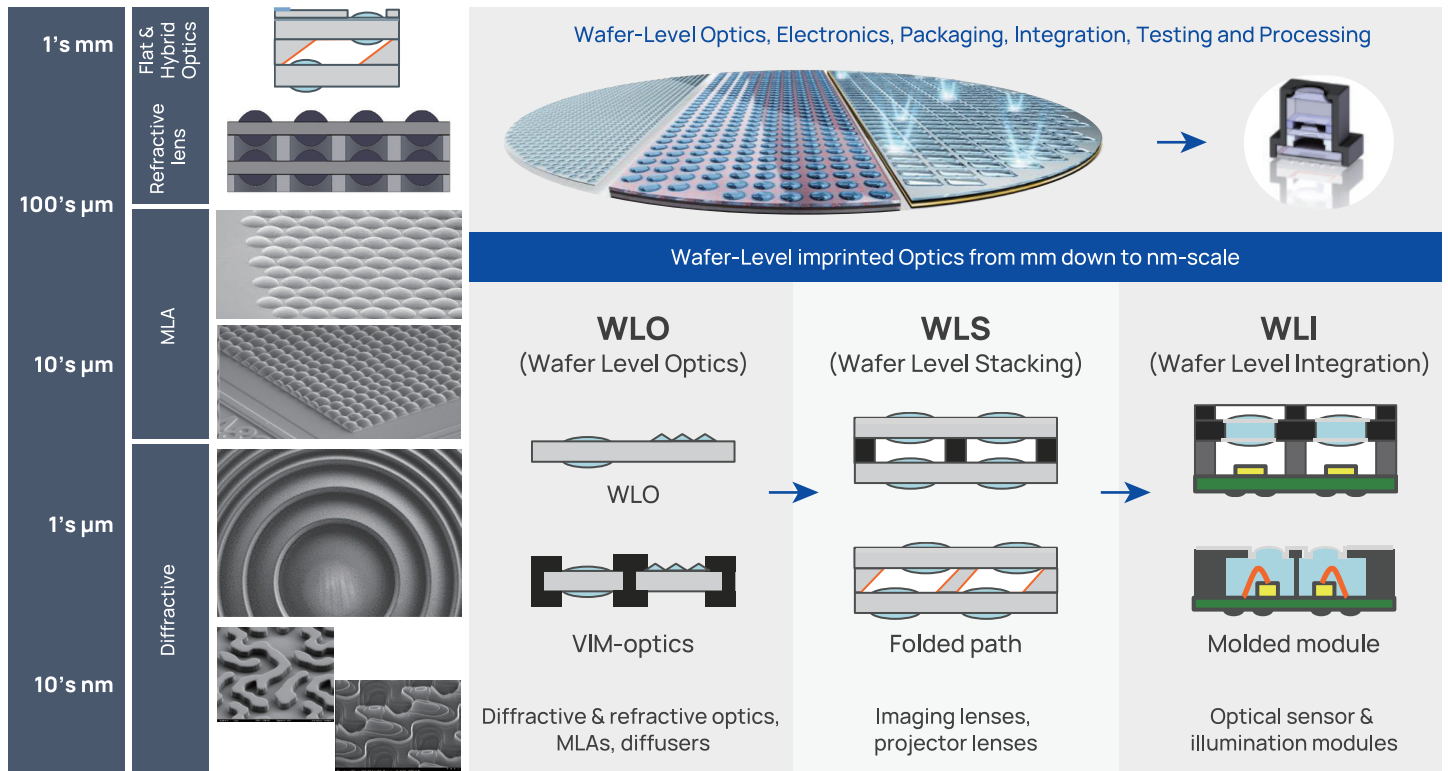 1's mm
100's µm
10's µm
1's µm
10's nm
Flat &
Hybrid
Optics
Refractive
lens
MLA
Diffractive
Wafer-Level Optics, Electronics, Packaging, Integration, Testing and Processing
Wafer-Level imprinted Optics from mm down to nm-scale
WLO
(Wafer Level Optics)
WLO
VIM-optics
Diffractive & refractive optics,
MLAs, diffusers
WLS
(Wafer Level Stacking)
Folded path
Imaging lenses,
projector lenses
WLI
(Wafer Level Integration)
Molded module
Optical sensor &
illumination modules